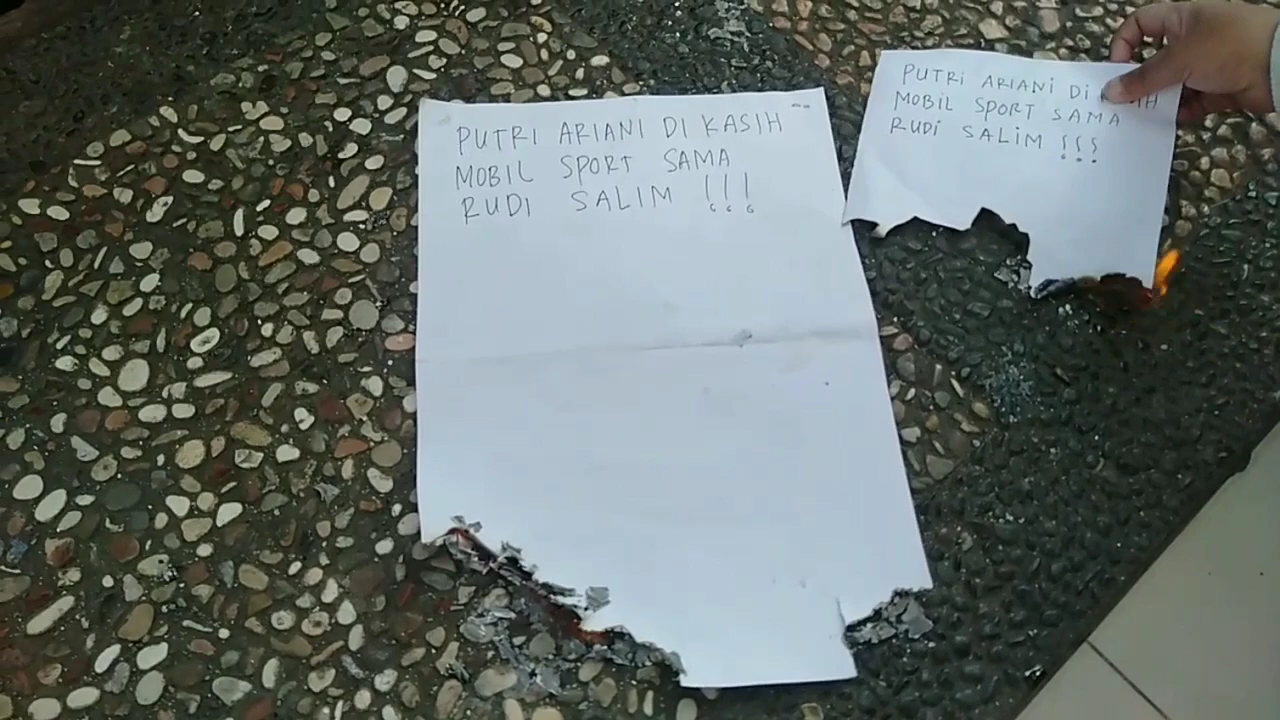 PUTRI ARIANI DI KASIH
MOBIL SPORT SAMA
RUDI SALIM !!!
PUTRI ARIANI DI
MOBIL SPORT SAMA
RUDI SALIM !!!